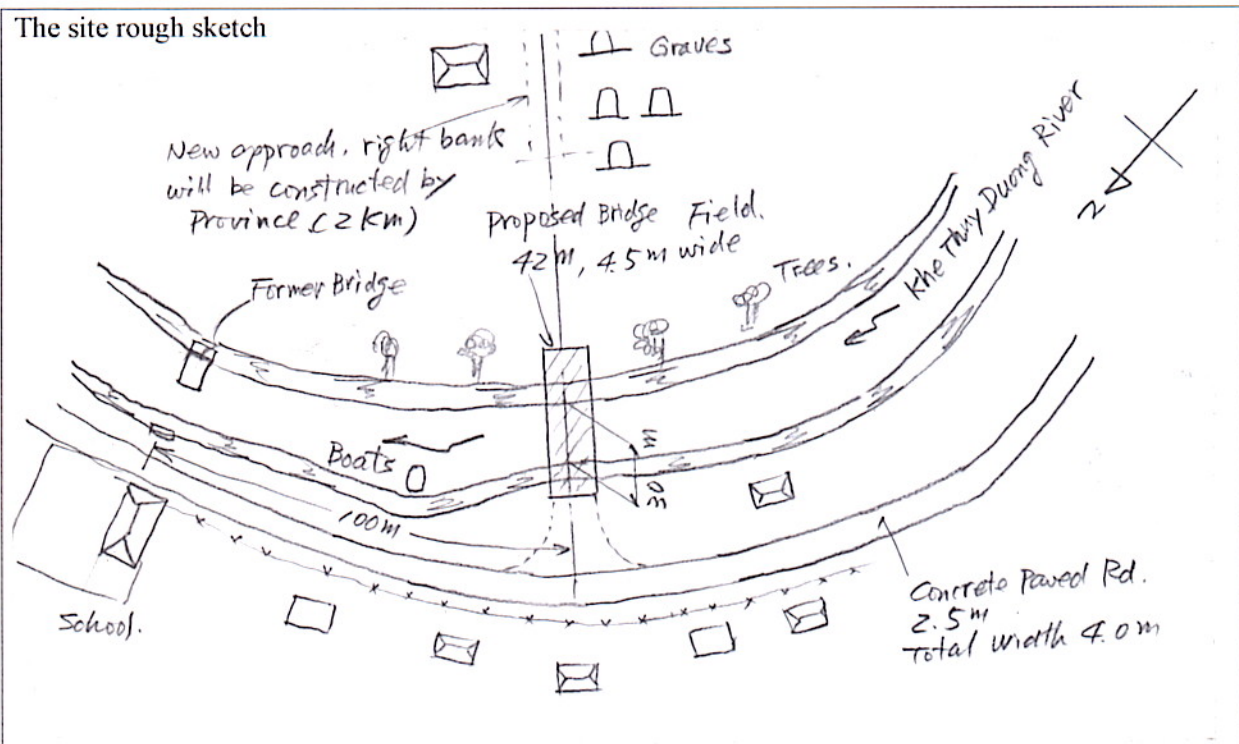 The site rough sketch
Graves
New approach, right bank
will be constructed by
Province (2 km)
Proposed Bridge Field.
42 m, 4.5 m wide
Trees.
Khe Thuy Duong River
N
Former Bridge
Boats
30 m
100 m
School.
Concrete Paved Rd.
2.5 m
Total width 4.0 m